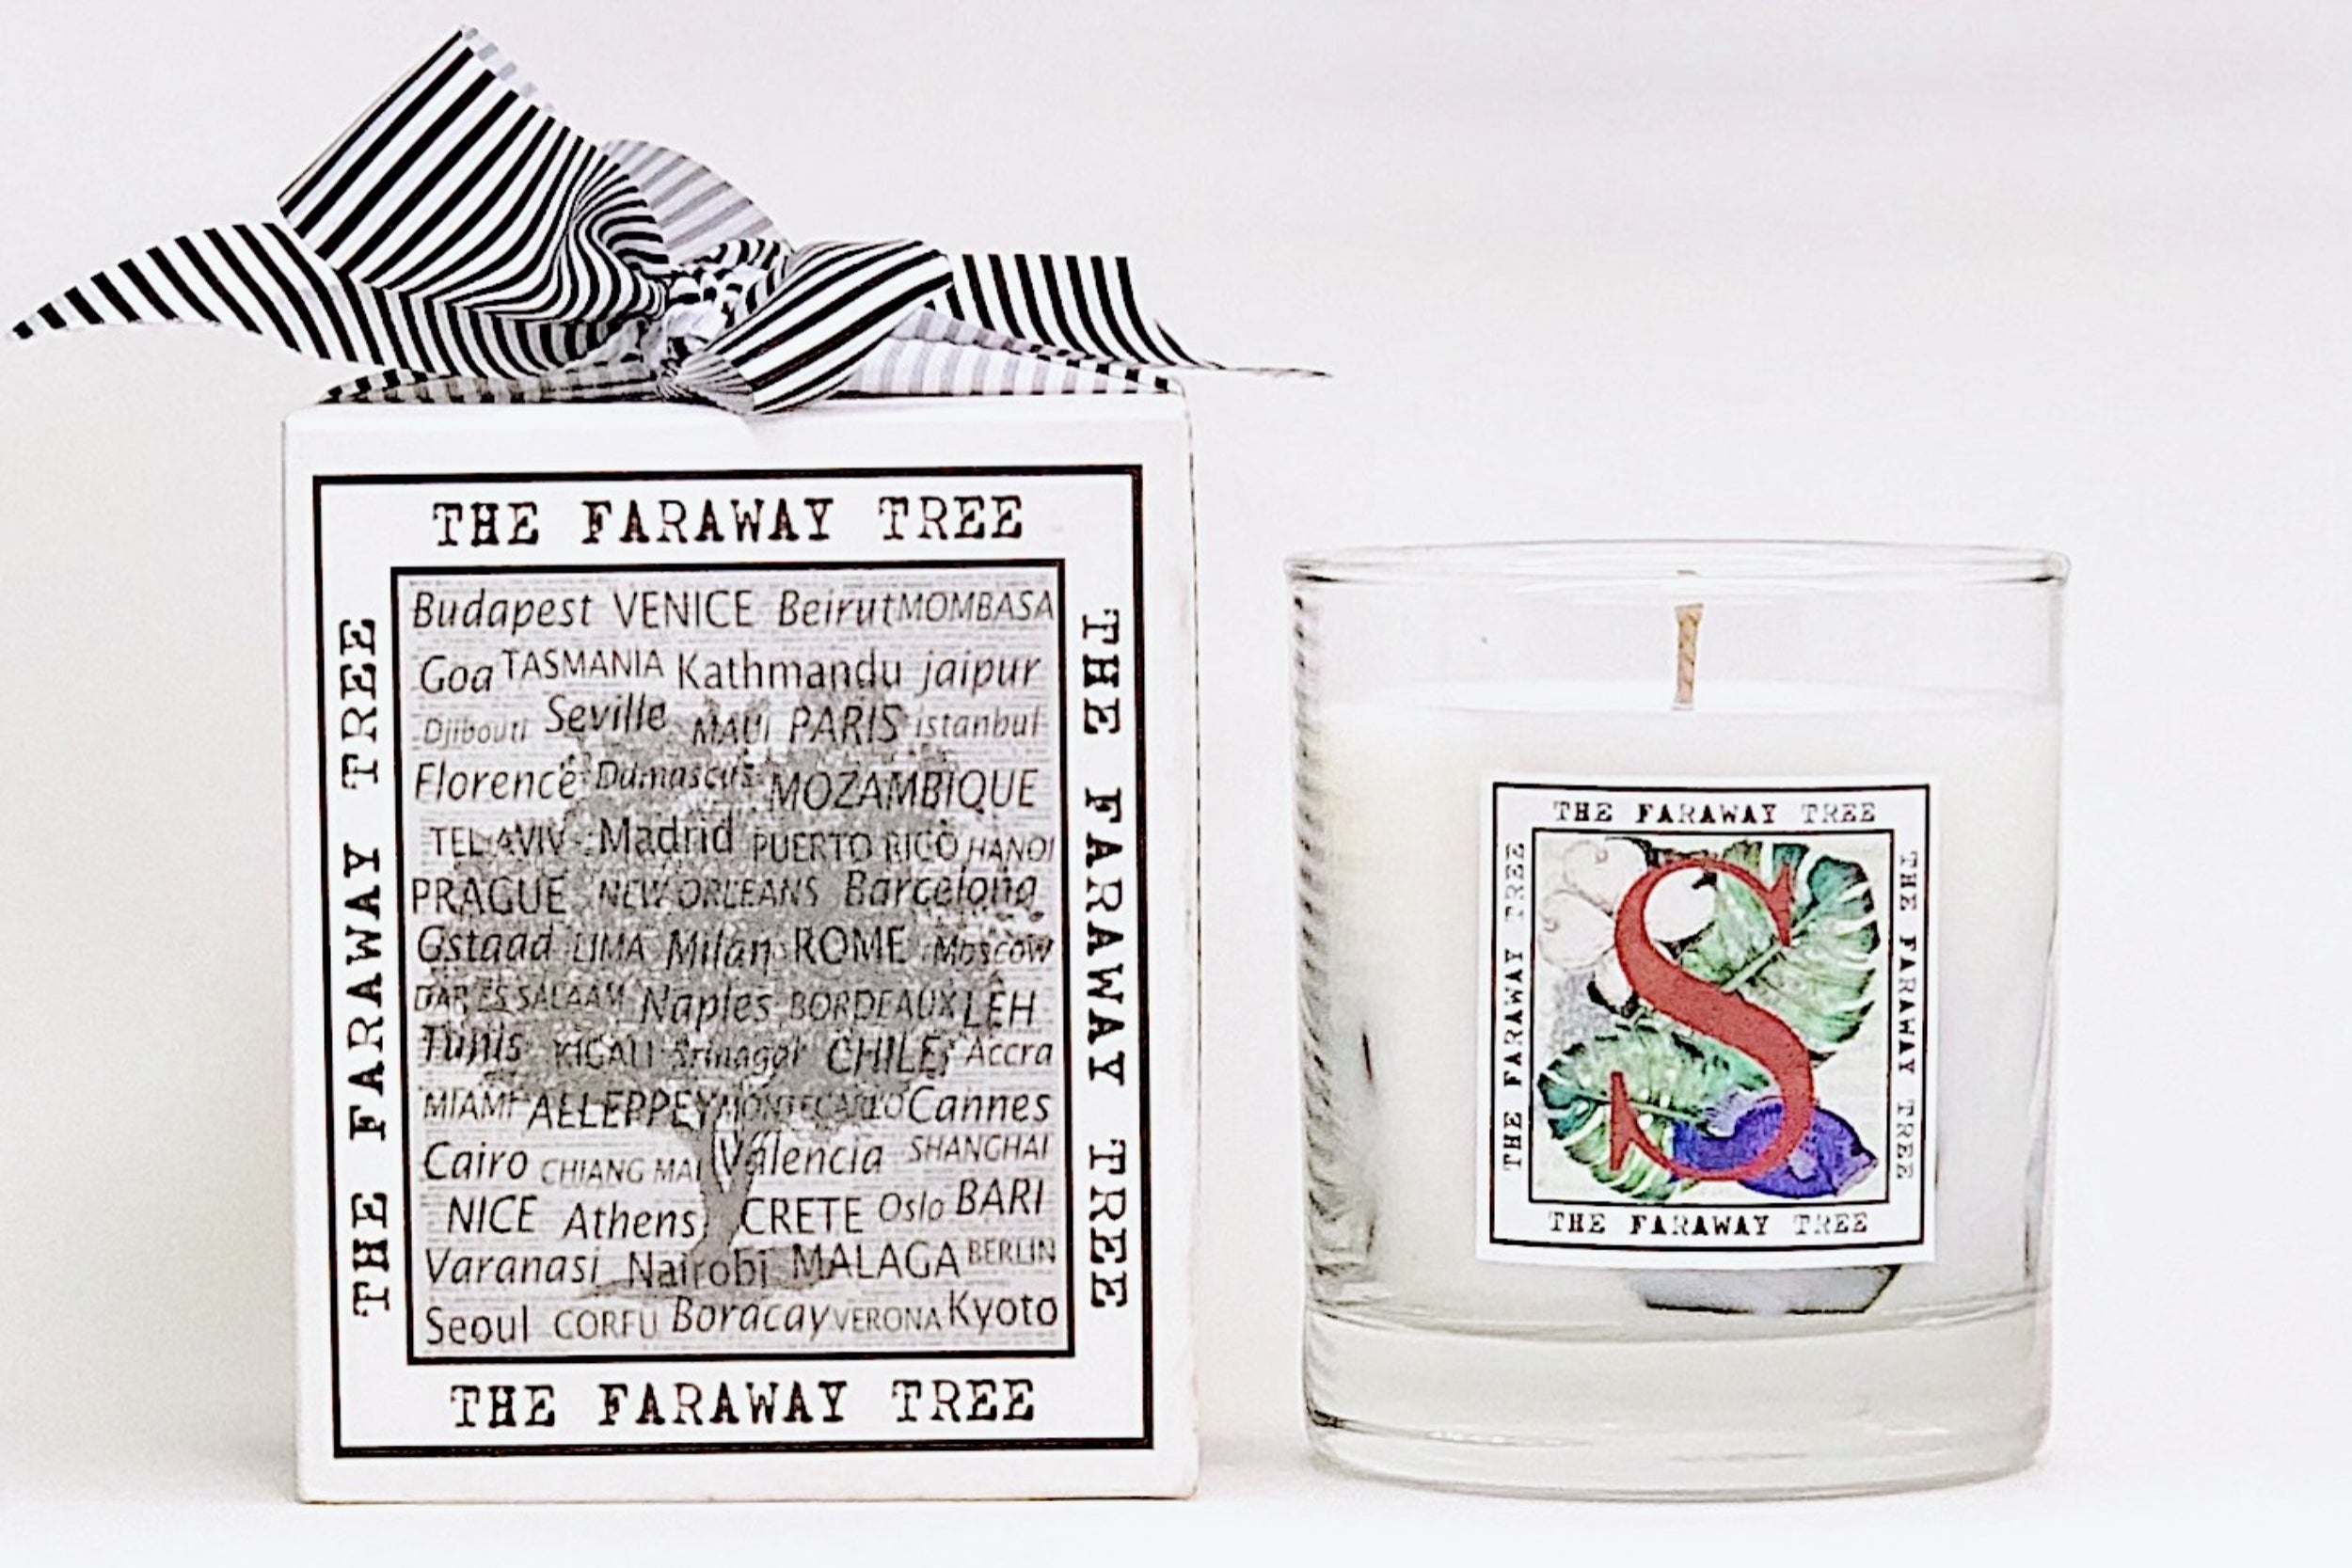 THE FARAWAY TREE
THE FARAWAY TREE
Budapest VENICE Beirut MOMBASA
Goa TASMANIA Kathmandu jaipur
Djibouti Seville MAUI PARIS istanbul
Florence Damascus MOZAMBIQUE
TEL AVIV Madrid PUERTO RICO HANOI
PRAGUE NEW ORLEANS Barcelona
Gstaad LIMA Milan ROME Moscow
DAR ES SALAAM Naples BORDEAUX LEH
Tunis KIGALI Srinagar CHILE Accra
MIAMI ALLEPPEY MONTECARLO Cannes
Cairo CHIANG MAI Valencia SHANGHAI
NICE Athens CRETE Oslo BARI
Varanasi Nairobi MALAGA BERLIN
Seoul CORFU Boracay VERONA Kyoto
THE FARAWAY TREE
THE FARAWAY TREE
THE FARAWAY TREE
THE FARAWAY TREE
S
THE FARAWAY TREE
THE FARAWAY TREE